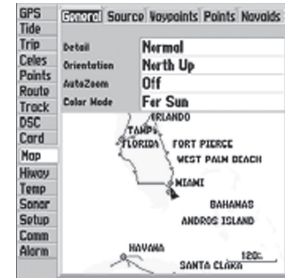 GPS
Tide
Trip
Celes
Points
Route
Track
DSC
Card
Map
Hiway
Temp
Sonar
Setup
Comm
Alarm
General Source Waypoints Points Navaids
Detail Normal
Orientation North Up
AutoZoom Off
Color Mode For Sun
ORLANDO
TAMPA
FLORIDA FORT PIERCE
WEST PALM BEACH
MIAMI
BAHAMAS
ANDROS ISLAND
HAVANA
SANTA CLARA